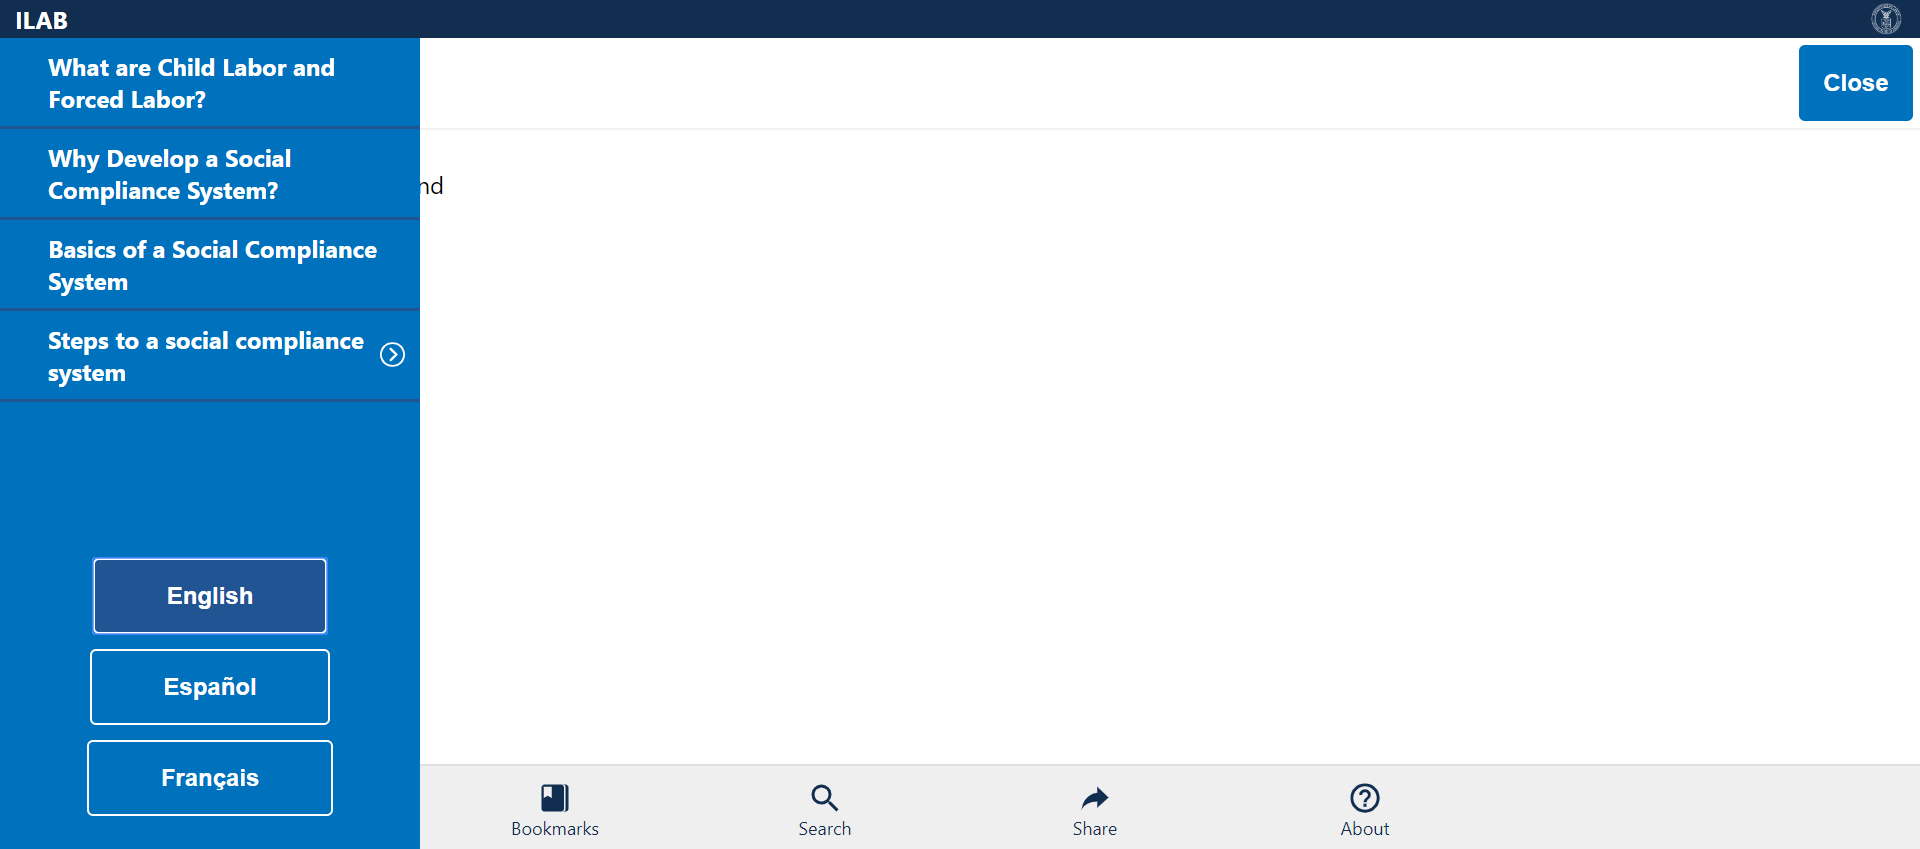 ILAB
What are Child Labor and
Forced Labor?
Close
Why Develop a Social
Compliance System?
nd
Basics of a Social Compliance
System
Steps to a social compliance
system
English
Español
Français
Bookmarks
Search
Share
About